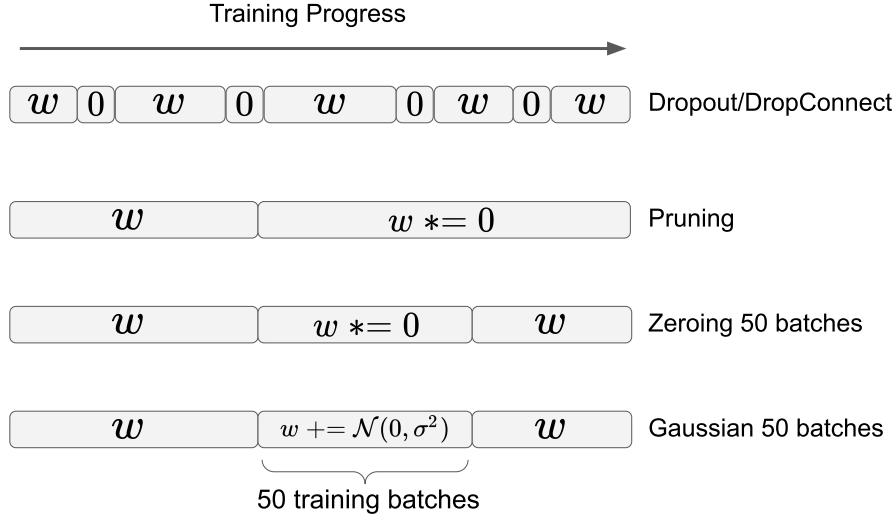 Training Progress
w 0 w 0 w 0 w 0 w Dropout/DropConnect
w w *= 0 Pruning
w w *= 0 w Zeroing 50 batches
w w += 𝒩(0, σ²) w Gaussian 50 batches
50 training batches